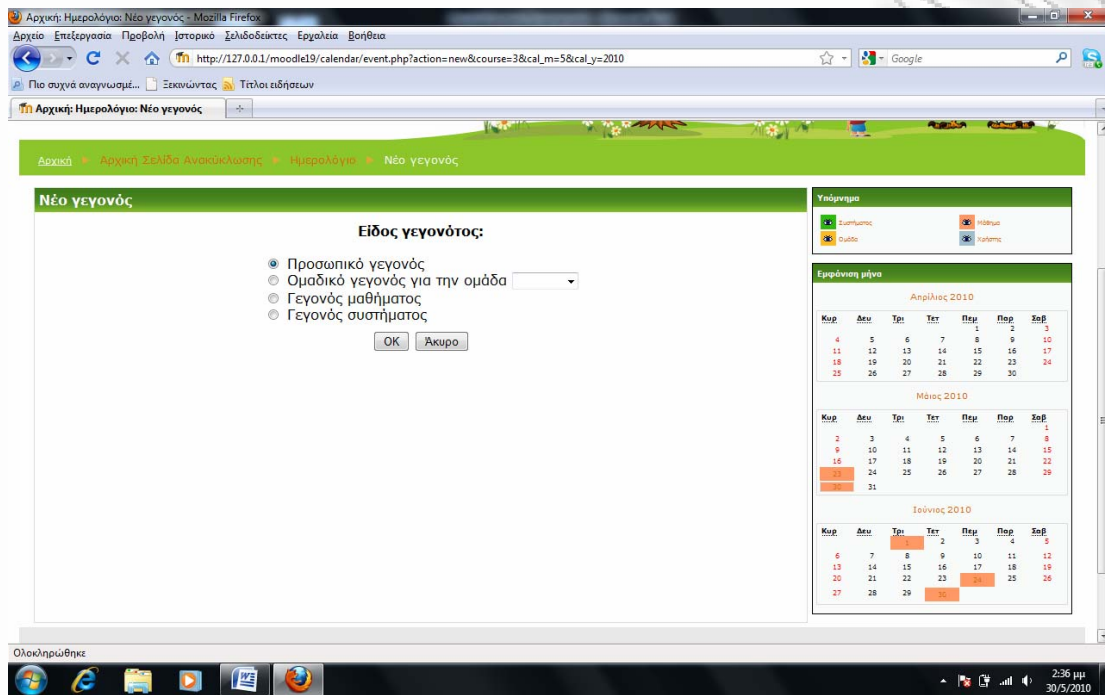 Αρχική: Ημερολόγιο: Νέο γεγονός - Mozilla Firefox
Αρχείο Επεξεργασία Προβολή Ιστορικό Σελιδοδείκτες Εργαλεία Βοήθεια
http://127.0.0.1/moodle19/calendar/event.php?action=new&course=3&cal_m=5&cal_y=2010
Google
Πιο συχνά αναγνωσμέ... Ξεκινώντας Τίτλοι ειδήσεων
Αρχική: Ημερολόγιο: Νέο γεγονός
Αρχική Αρχική Σελίδα Ανακύκλωσης Ημερολόγιο Νέο γεγονός
Νέο γεγονός
Είδος γεγονότος:
Προσωπικό γεγονός
Ομαδικό γεγονός για την ομάδα
Γεγονός μαθήματος
Γεγονός συστήματος
OK Άκυρο
Υπόμνημα
Συστήματος Μάθημα
Ομάδα Χρήστης
Εμφάνιση μήνα
Απρίλιος 2010
Κυρ Δευ Τρι Τετ Πεμ Παρ Σαβ
1 2 3
4 5 6 7 8 9 10
11 12 13 14 15 16 17
18 19 20 21 22 23 24
25 26 27 28 29 30
Μάιος 2010
Κυρ Δευ Τρι Τετ Πεμ Παρ Σαβ
1
2 3 4 5 6 7 8
9 10 11 12 13 14 15
16 17 18 19 20 21 22
23 24 25 26 27 28 29
30 31
Ιούνιος 2010
Κυρ Δευ Τρι Τετ Πεμ Παρ Σαβ
1 2 3 4 5
6 7 8 9 10 11 12
13 14 15 16 17 18 19
20 21 22 23 24 25 26
27 28 29 30
Ολοκληρώθηκε
2:36 μμ
30/5/2010